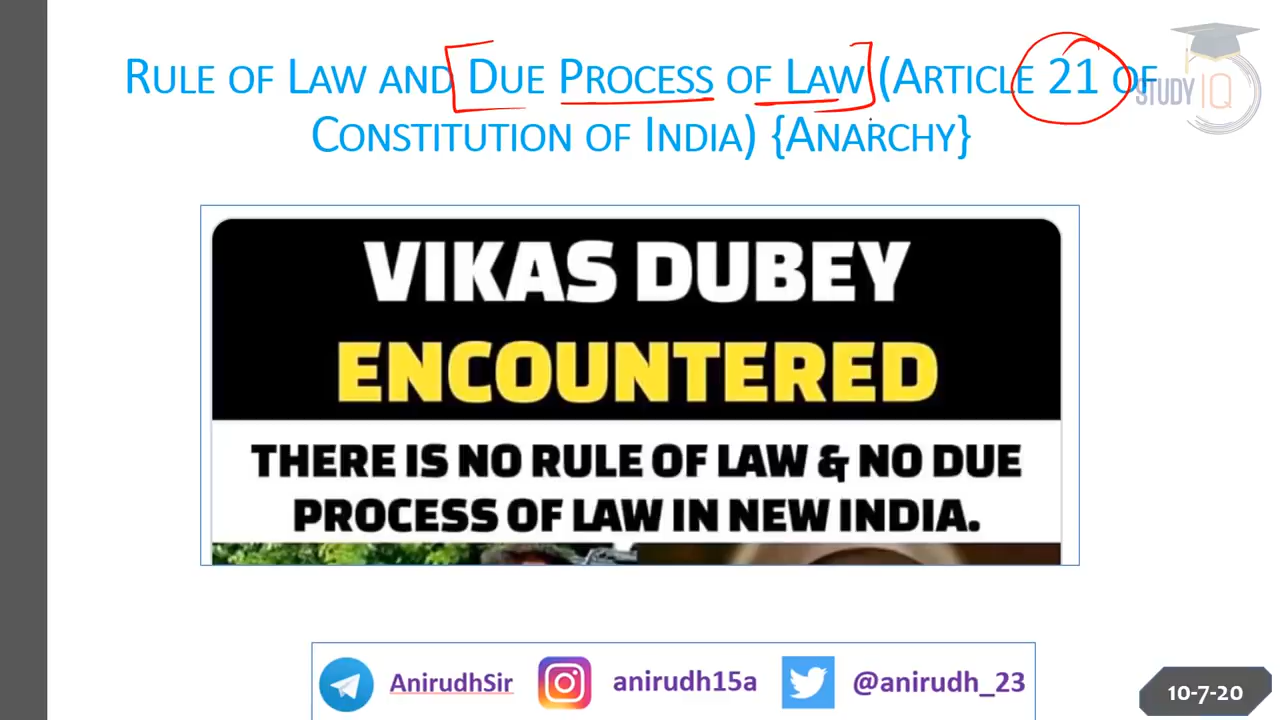 Rule of Law and Due Process of Law (Article 21 of
Constitution of India) {Anarchy}
STUDY IQ
VIKAS DUBEY
ENCOUNTERED
THERE IS NO RULE OF LAW & NO DUE
PROCESS OF LAW IN NEW INDIA.
AnirudhSir
anirudh15a
@anirudh_23
10-7-20